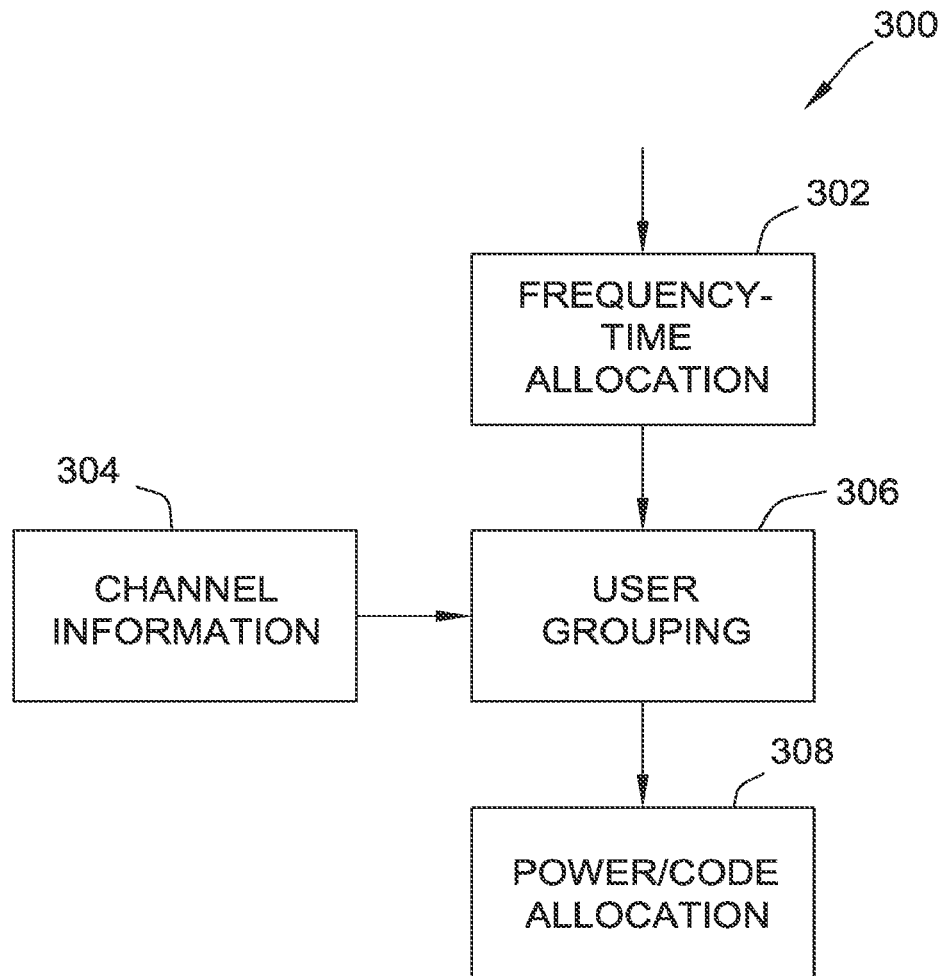 300
302
FREQUENCY-
TIME
ALLOCATION
304
306
CHANNEL
INFORMATION
USER
GROUPING
308
POWER/CODE
ALLOCATION